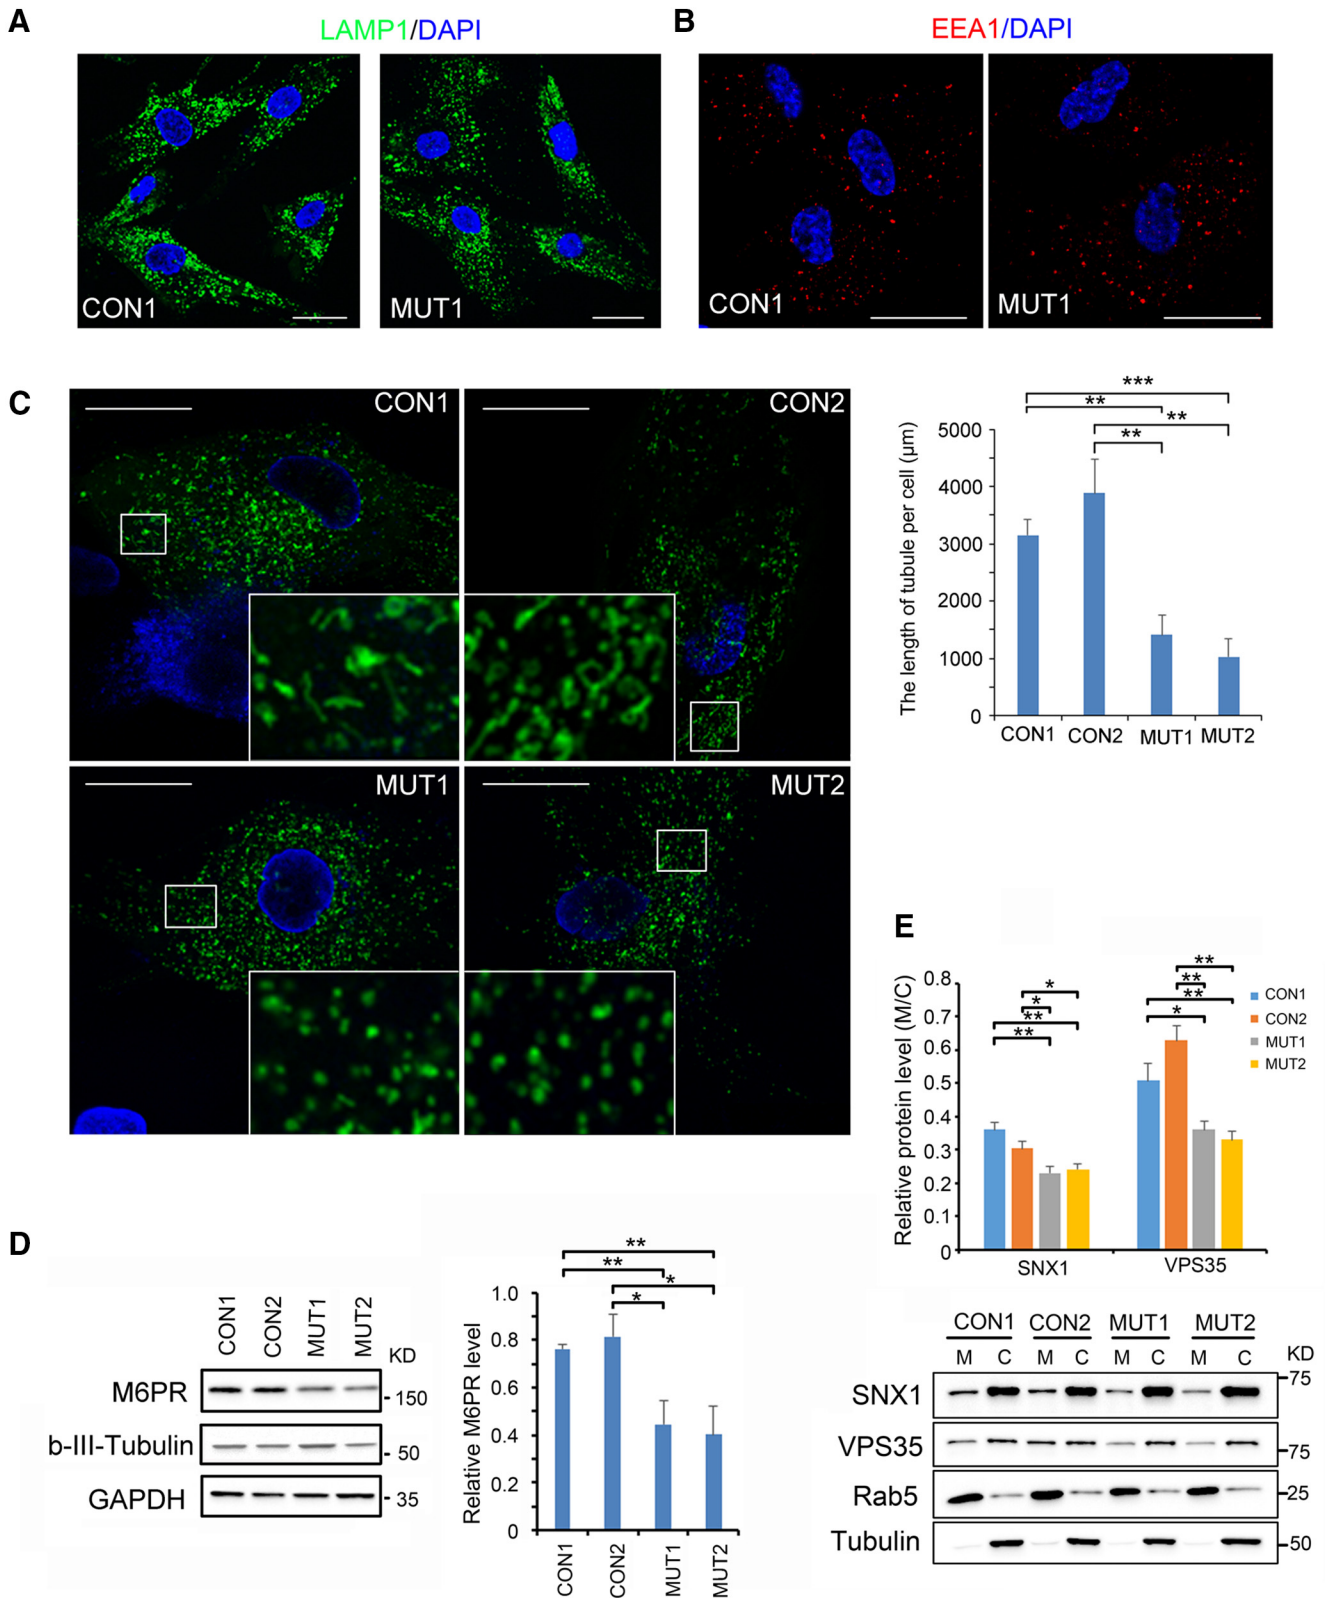 A
LAMP1/DAPI
CON1
MUT1
B
EEA1/DAPI
CON1
MUT1
C
CON1
CON2
MUT1
MUT2
The length of tubule per cell (µm)
5000
4000
3000
2000
1000
0
***
**
**
**
CON1 CON2 MUT1 MUT2
D
CON1 CON2 MUT1 MUT2
KD
M6PR
150
b-III-Tubulin
50
GAPDH
35
Relative M6PR level
1.0
0.8
0.6
0.4
0.2
0
**
**
*
*
CON1 CON2 MUT1 MUT2
E
Relative protein level (M/C)
0.8
0.7
0.6
0.5
0.4
0.3
0.2
0.1
0
*
*
**
**
**
**
**
*
CON1
CON2
MUT1
MUT2
SNX1 VPS35
CON1 CON2 MUT1 MUT2
M C M C M C M C KD
SNX1
75
VPS35
75
Rab5
25
Tubulin
50